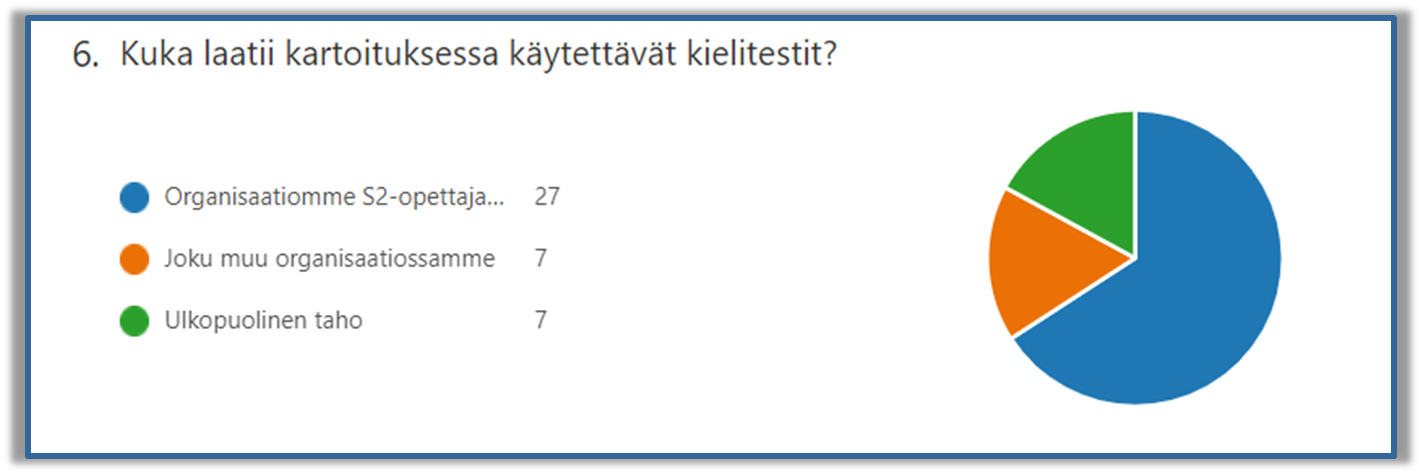 6. Kuka laatii kartoituksessa käytettävät kielitestit?
Organisaatiomme S2-opettaja... 27
Joku muu organisaatiossamme 7
Ulkopuolinen taho 7